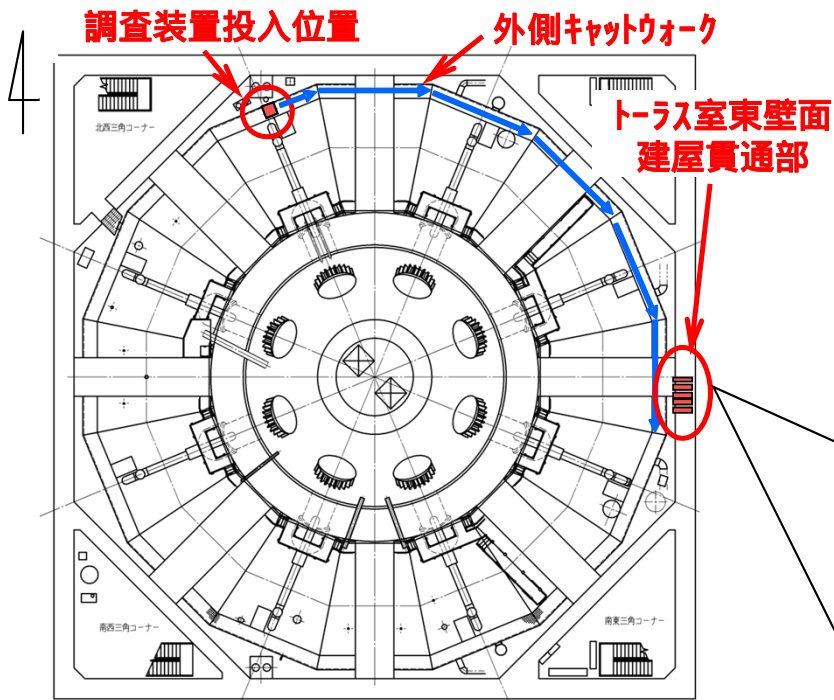 調査装置投入位置
外側キャットウォーク
トーラス室東壁面
建屋貫通部
北西三角コーナー
南西三角コーナー
南東三角コーナー